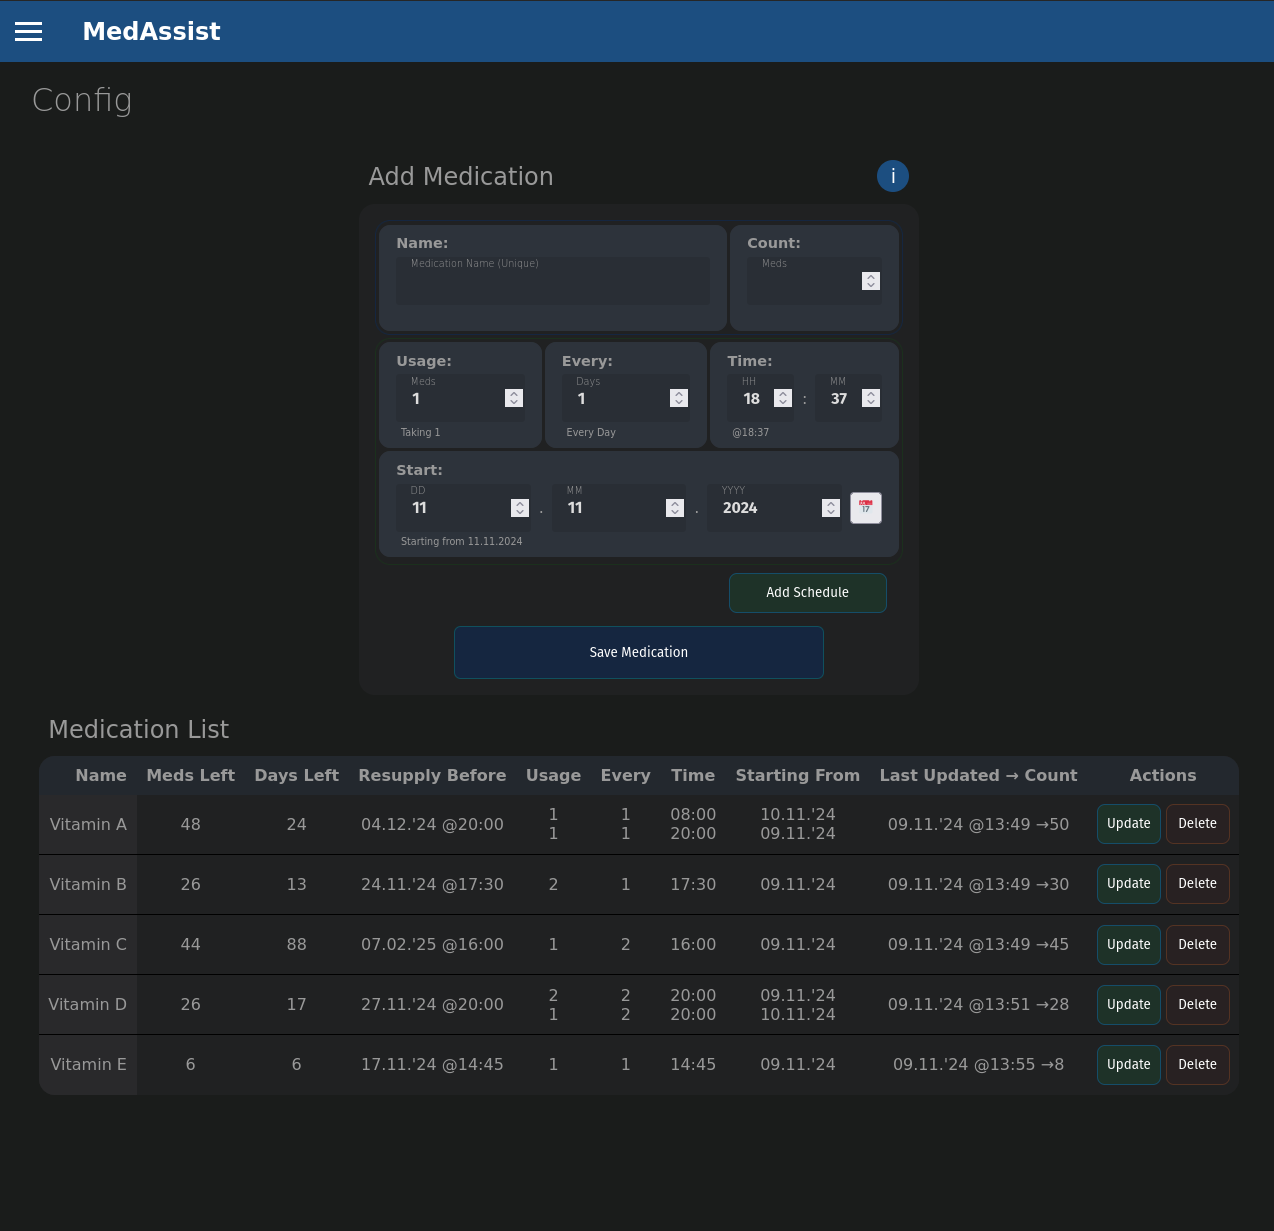 MedAssist
Config
Add Medication i
Name: Count:
Medication Name (Unique) Meds
Usage: Every: Time:
Meds Days HH MM
1 1 18 : 37
Taking 1 Every Day @18:37
Start:
DD MM YYYY
11 . 11 . 2024 17
Starting from 11.11.2024
Add Schedule
Save Medication
Medication List
Name Meds Left Days Left Resupply Before Usage Every Time Starting From Last Updated → Count Actions
1 1 08:00 10.11.'24
Vitamin A 48 24 04.12.'24 @20:00 09.11.'24 @13:49 →50 Update Delete
1 1 20:00 09.11.'24
Vitamin B 26 13 24.11.'24 @17:30 2 1 17:30 09.11.'24 09.11.'24 @13:49 →30 Update Delete
Vitamin C 44 88 07.02.'25 @16:00 1 2 16:00 09.11.'24 09.11.'24 @13:49 →45 Update Delete
2 2 20:00 09.11.'24
Vitamin D 26 17 27.11.'24 @20:00 09.11.'24 @13:51 →28 Update Delete
1 2 20:00 10.11.'24
Vitamin E 6 6 17.11.'24 @14:45 1 1 14:45 09.11.'24 09.11.'24 @13:55 →8 Update Delete